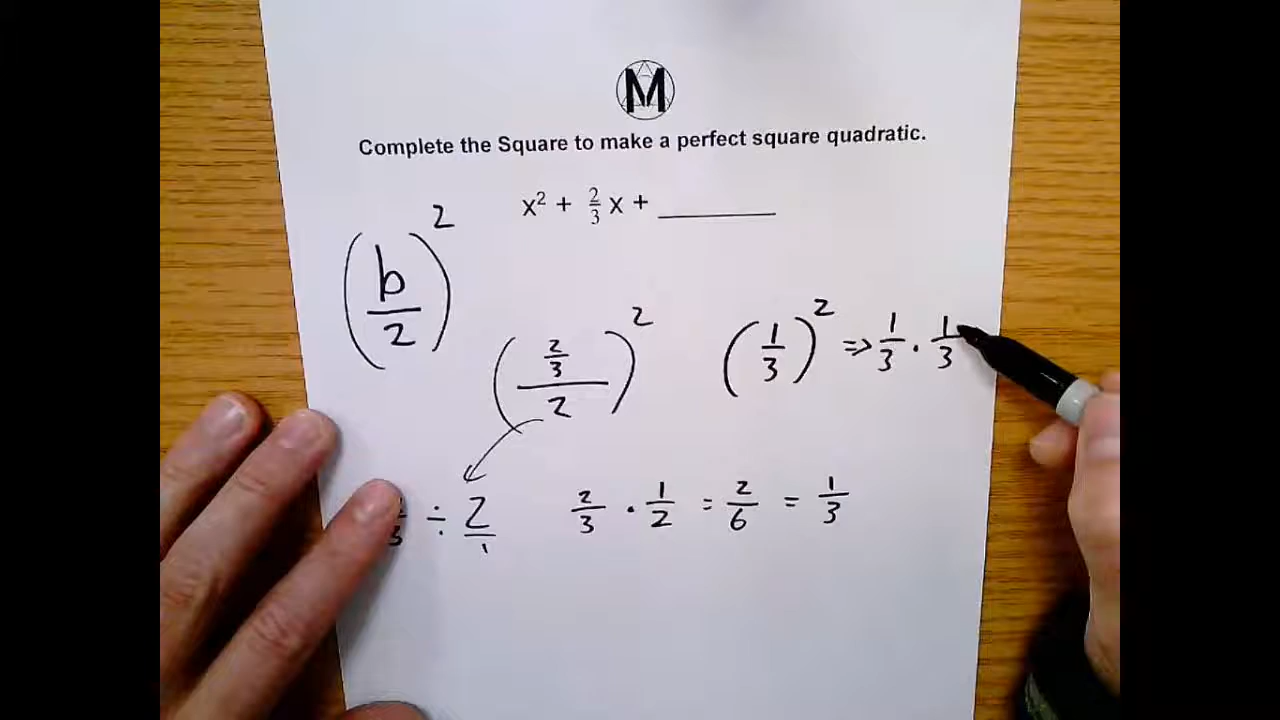 M
Complete the Square to make a perfect square quadratic.
x² + 2/3 x + ________
(b/2)²
((2/3)/2)²
(1/3)² ⇒ 1/3 · 1/3
÷ 2/1
2/3 · 1/2 = 2/6 = 1/3